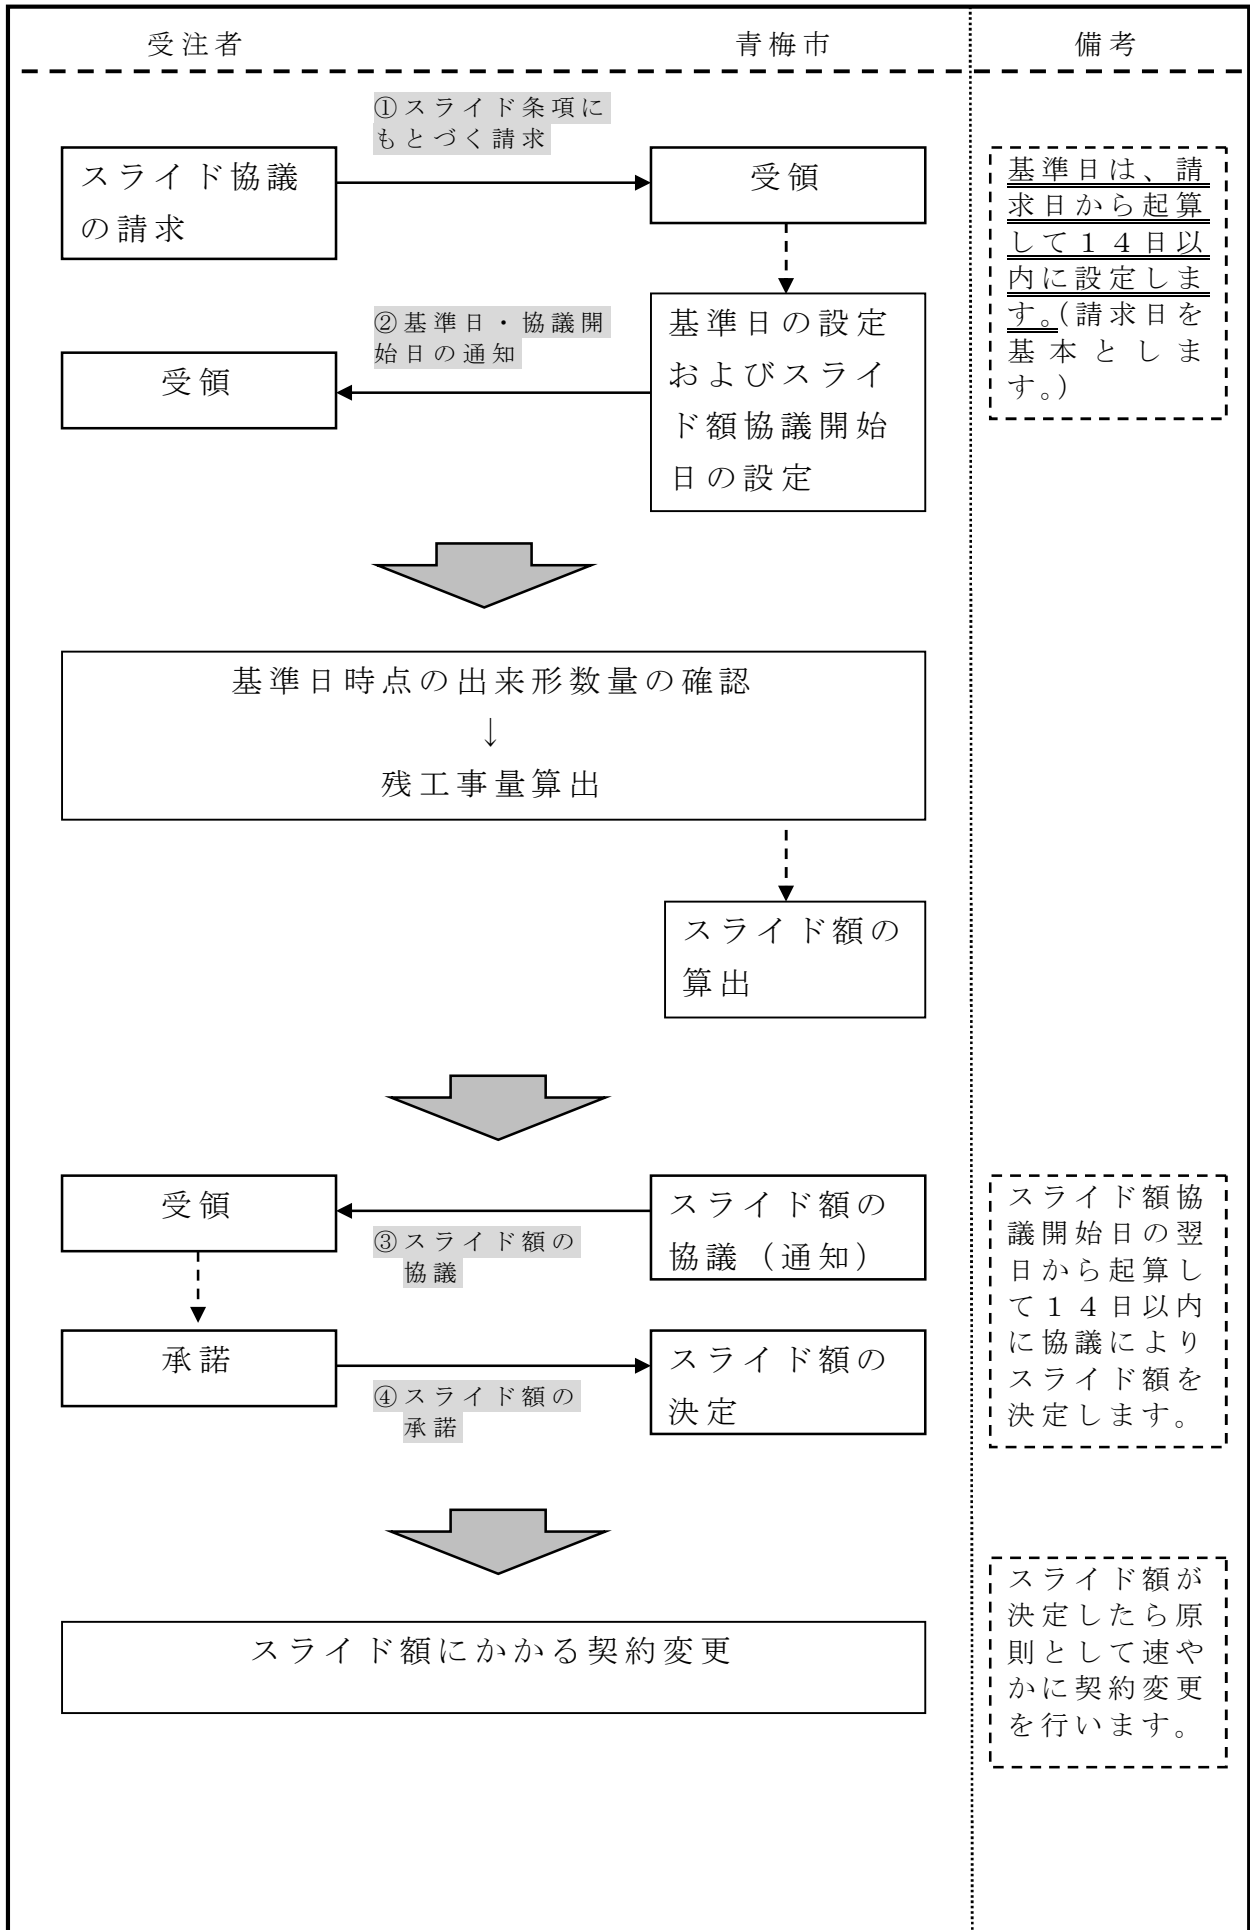 受注者
青梅市
備考
①スライド条項に
もとづく請求
スライド協議
の請求
受領
基準日は、請
求日から起算
して１４日以
内に設定しま
す。(請求日を
基本としま
す。)
②基準日・協議開
始日の通知
受領
基準日の設定
およびスライ
ド額協議開始
日の設定
基準日時点の出来形数量の確認
↓
残工事量算出
スライド額の
算出
受領
③スライド額の
協議
スライド額の
協議（通知）
スライド額協
議開始日の翌
日から起算し
て１４日以内
に協議により
スライド額を
決定します。
承諾
④スライド額の
承諾
スライド額の
決定
スライド額にかかる契約変更
スライド額が
決定したら原
則として速や
かに契約変更
を行います。